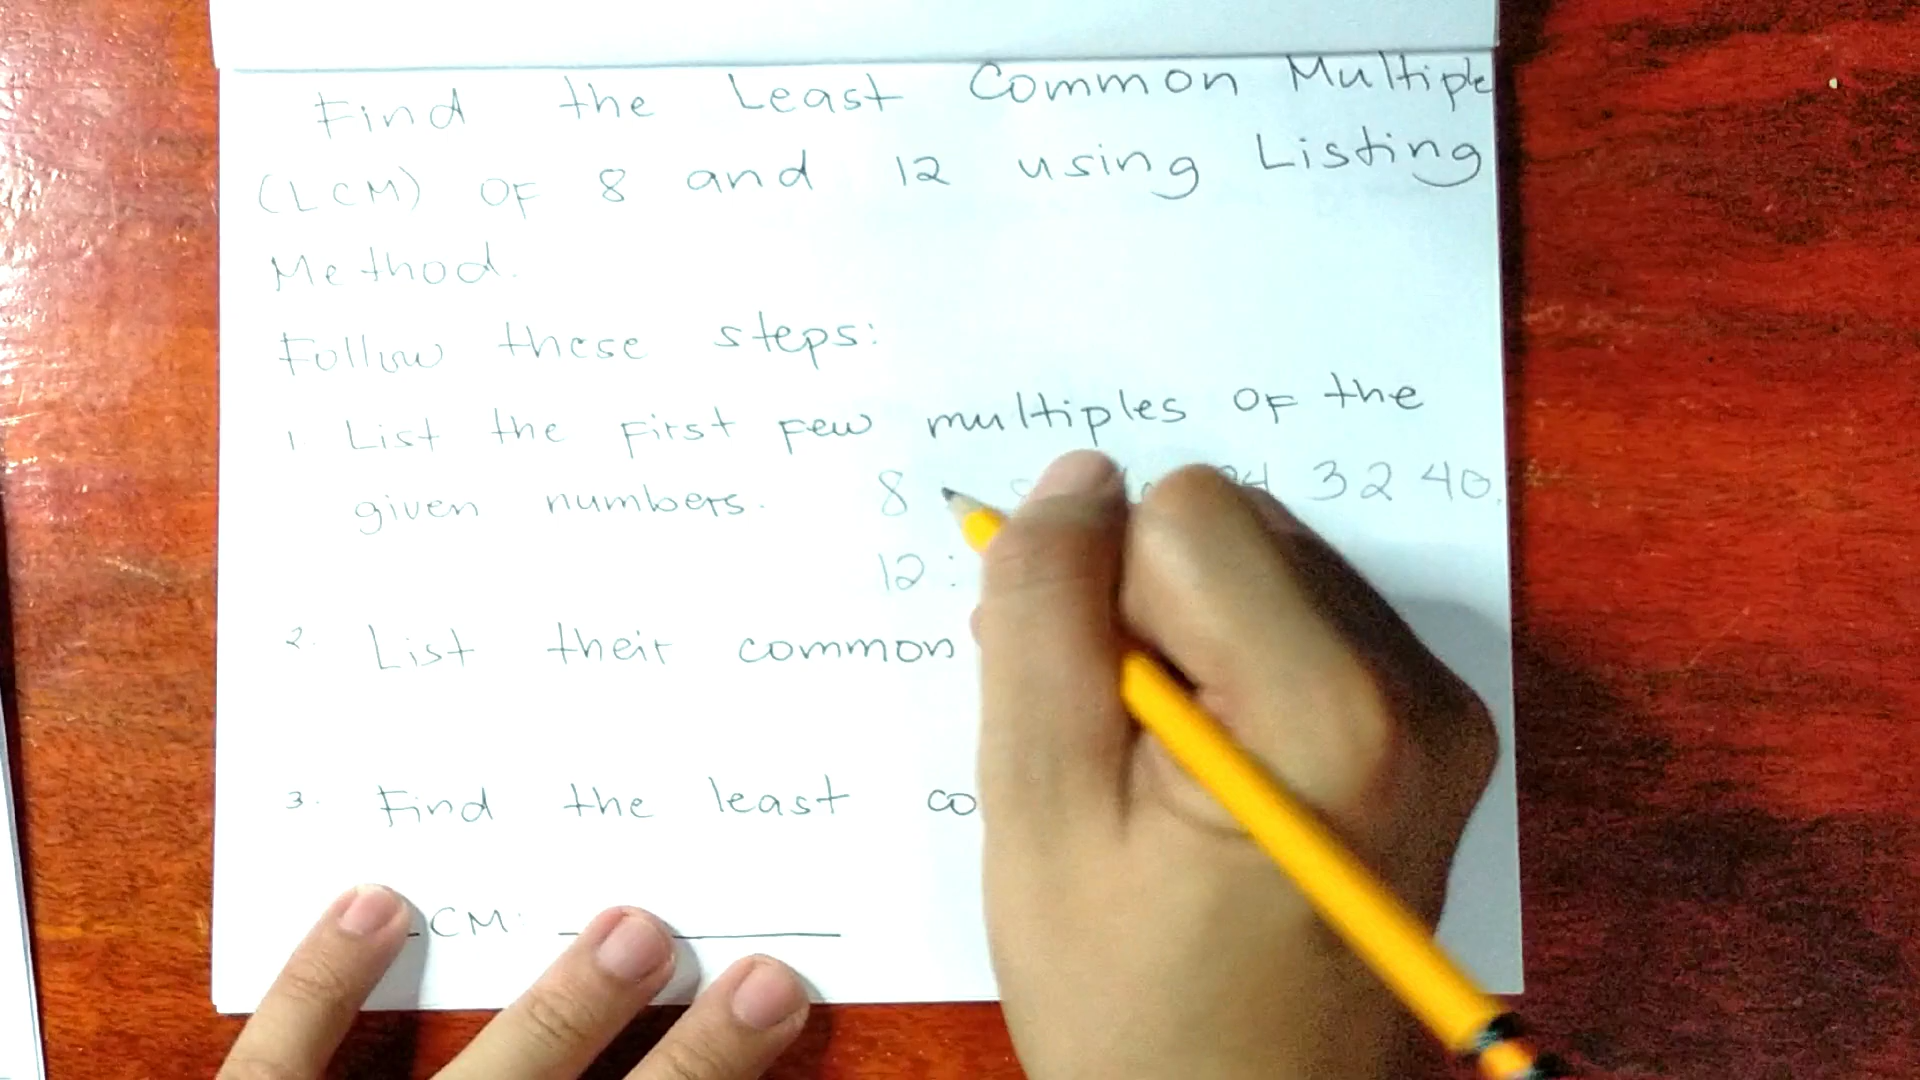 Find the Least Common Multiple
(LCM) OF 8 and 12 using Listing
Method.
Follow these steps:
1. List the first few multiples OF the
given numbers. 8 32 40
12:
2. List their common
3. Find the least co
LCM: